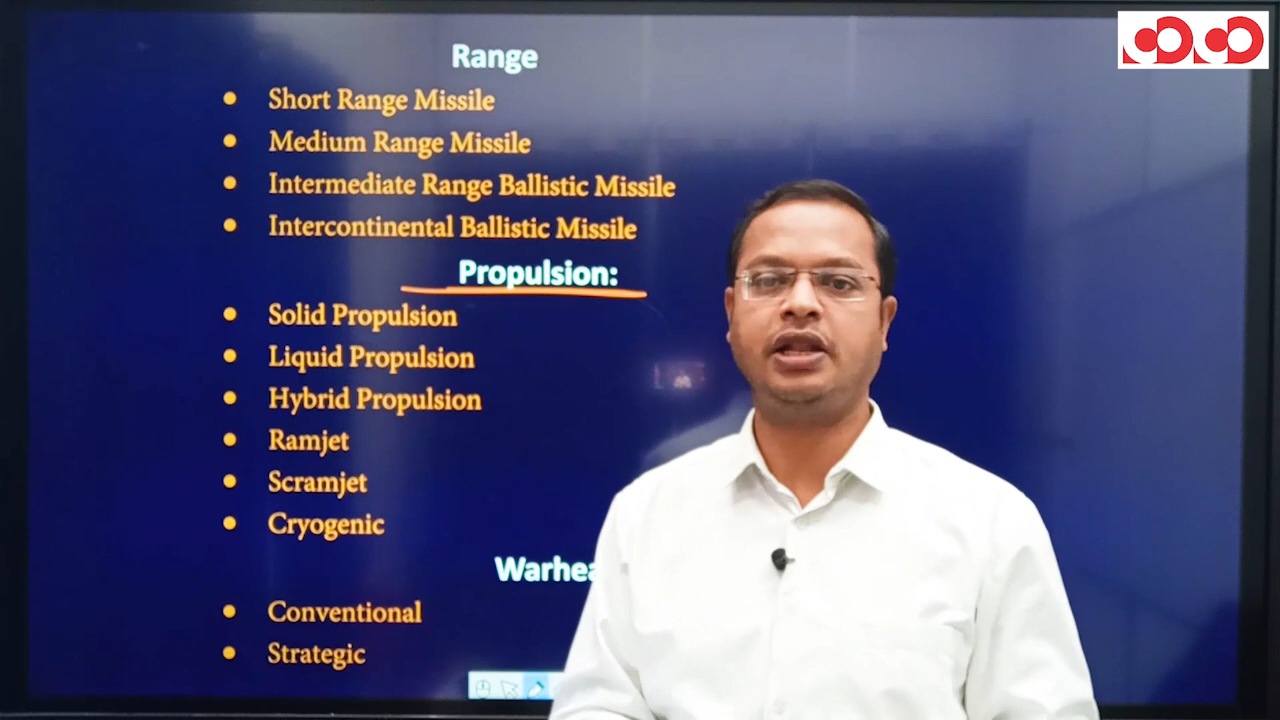 Range
• Short Range Missile
• Medium Range Missile
• Intermediate Range Ballistic Missile
• Intercontinental Ballistic Missile
Propulsion:
• Solid Propulsion
• Liquid Propulsion
• Hybrid Propulsion
• Ramjet
• Scramjet
• Cryogenic
Warhea
• Conventional
• Strategic